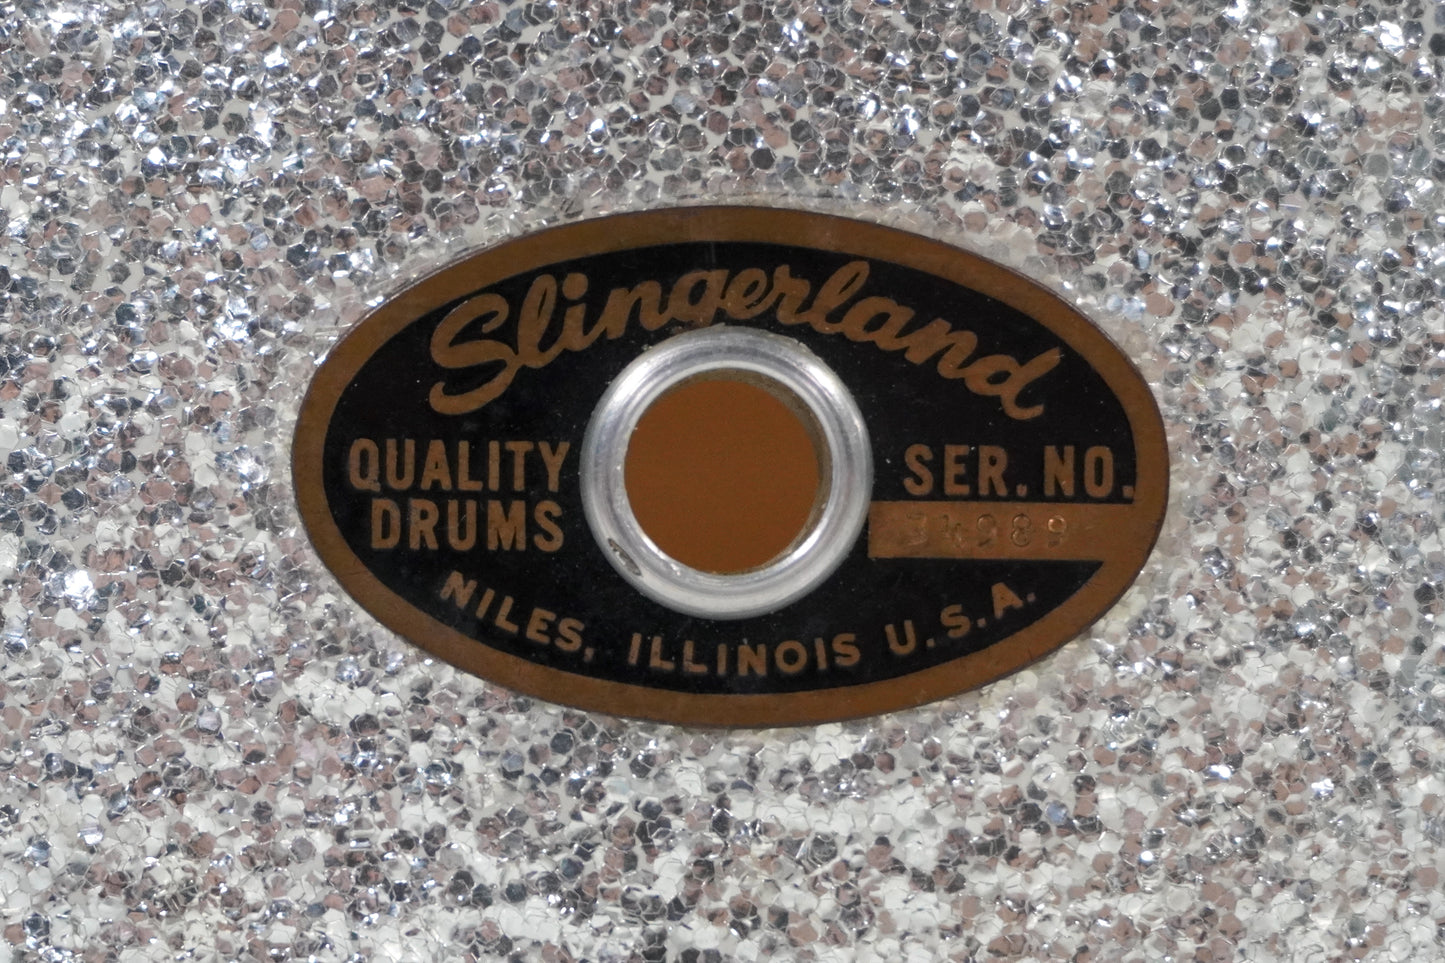 Slingerland
QUALITY
DRUMS
SER. NO.
34989
NILES, ILLINOIS U.S.A.